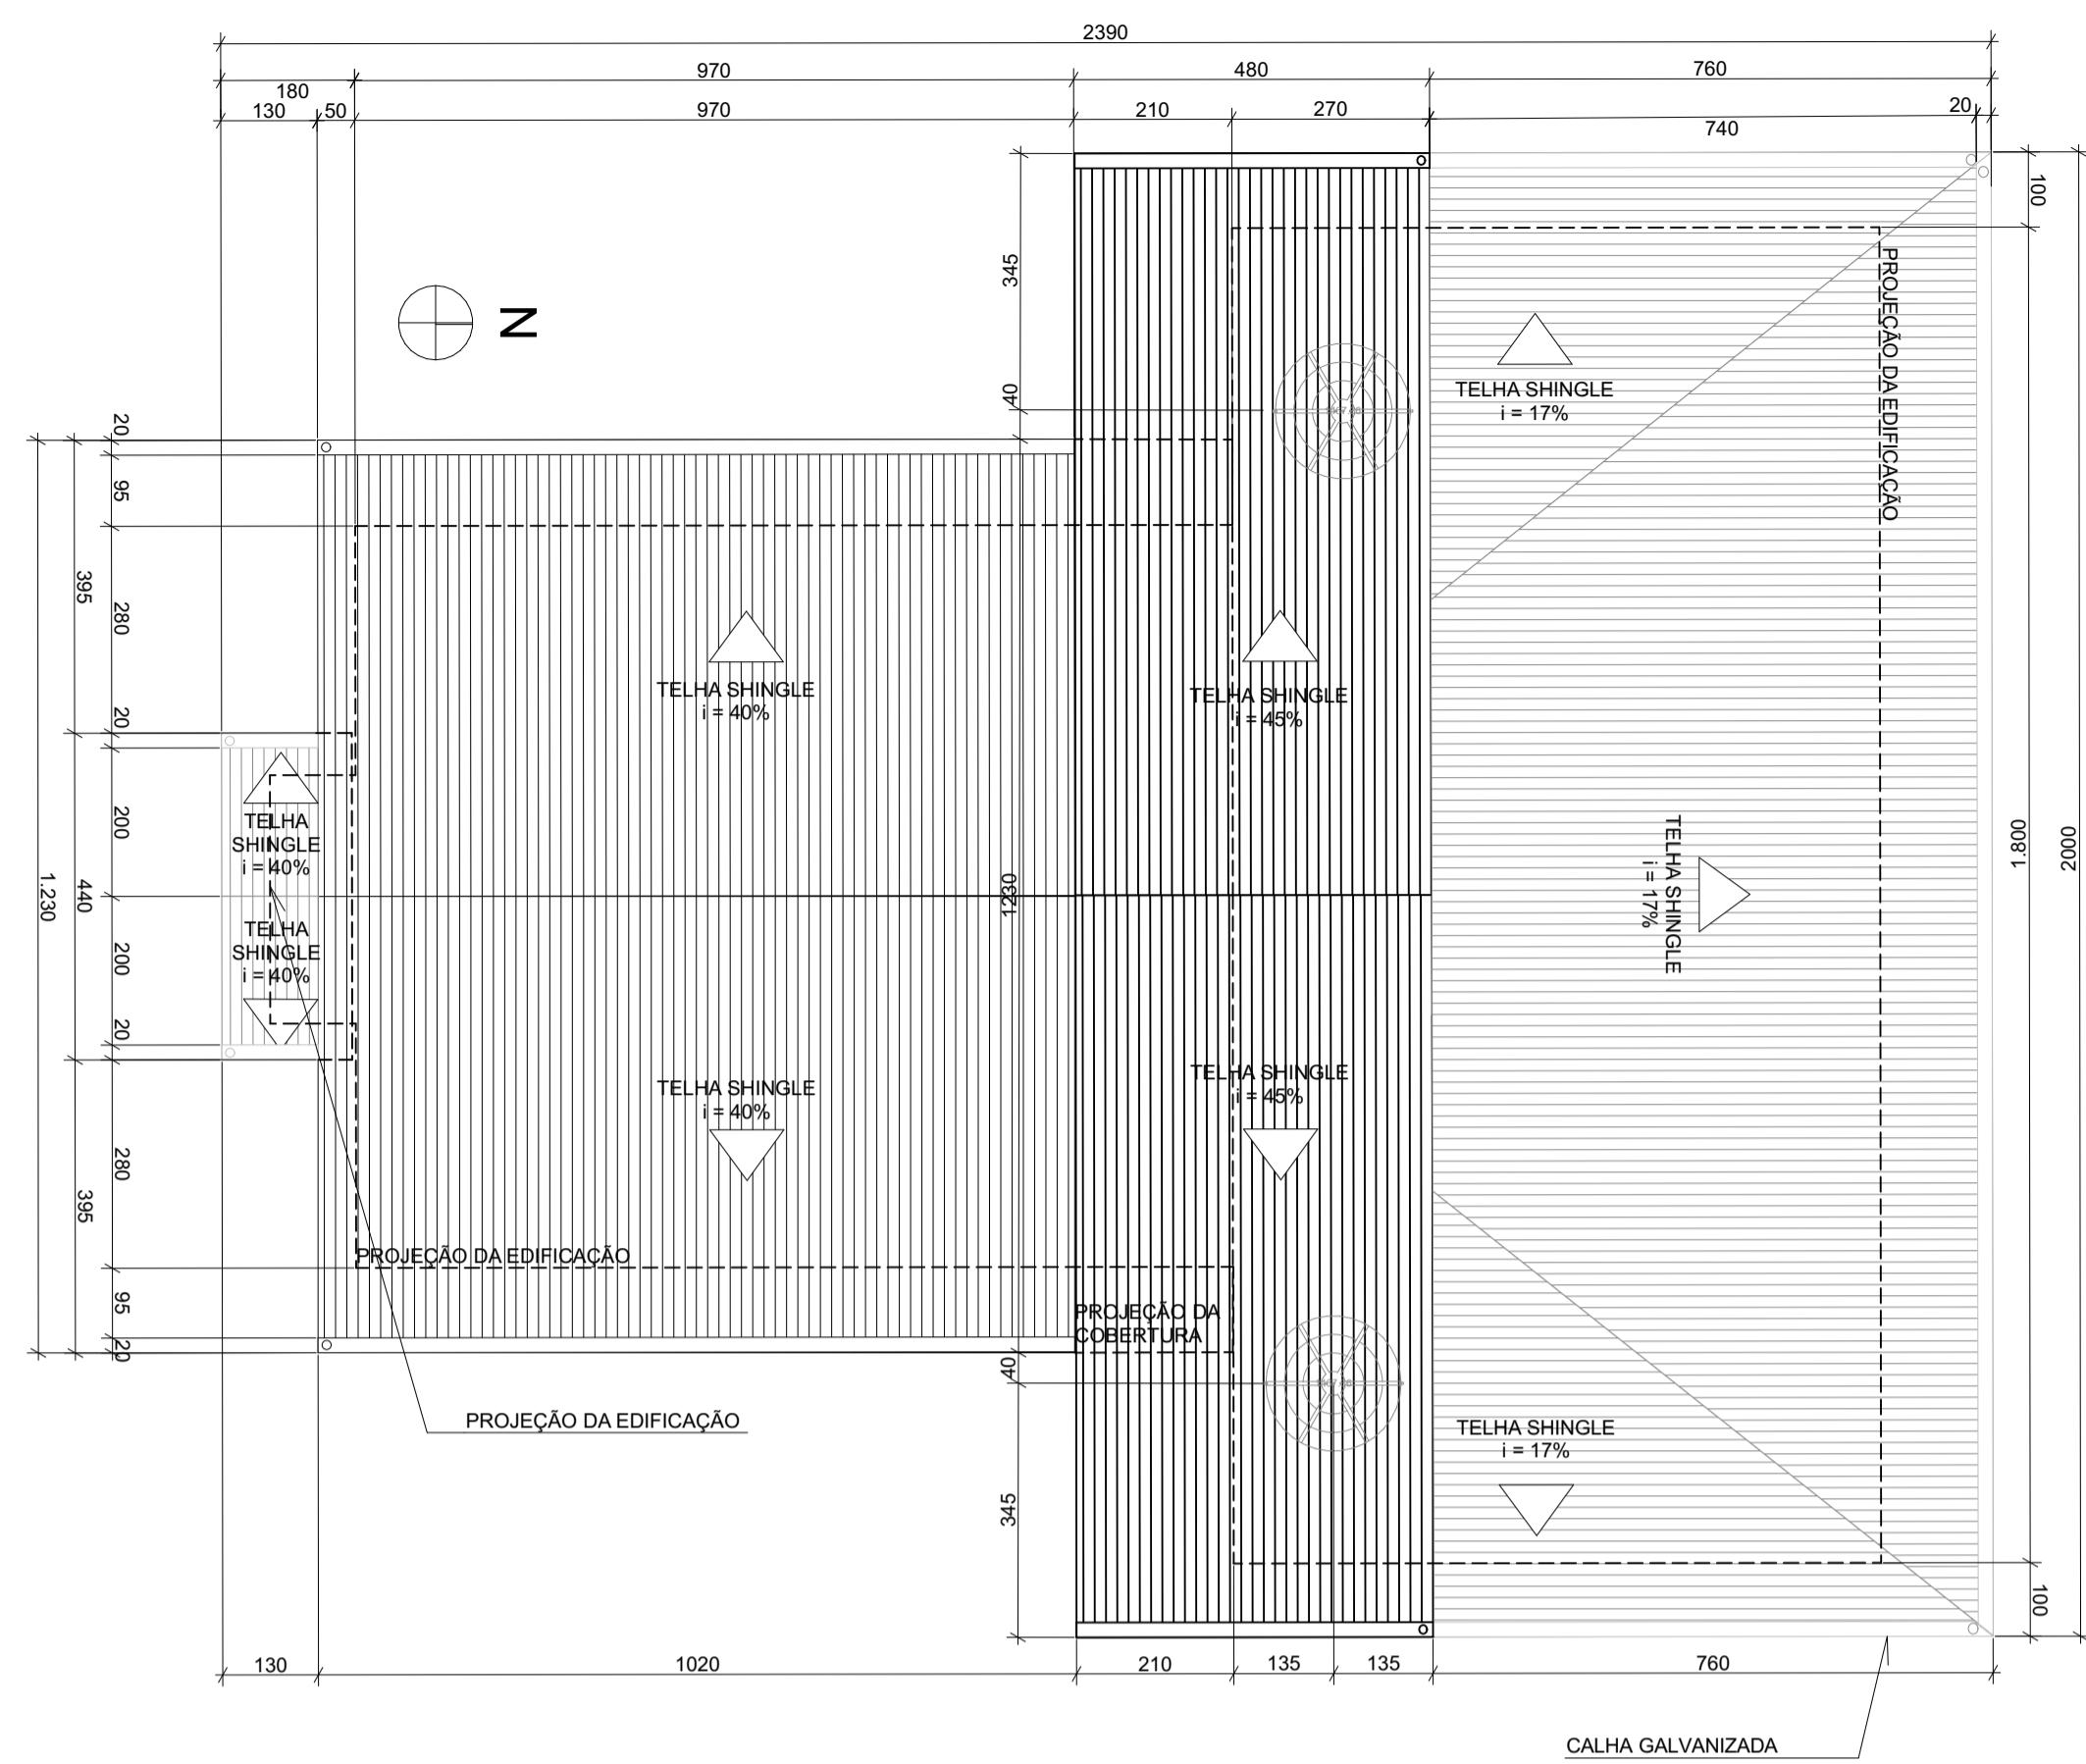 2390
970
480
760
180
130
50
970
210
270
20
740
100
345
N
40
PROJEÇÃO DA EDIFICAÇÃO
TELHA SHINGLE
i = 17%
20
95
395
280
20
TELHA SHINGLE
i = 40%
TELHA SHINGLE
i = 45%
200
TELHA
SHINGLE
i = 40%
1.230
440
1230
TELHA SHINGLE
i = 17%
1.800
2000
TELHA
SHINGLE
i = 40%
200
20
TELHA SHINGLE
i = 40%
TELHA SHINGLE
i = 45%
280
395
PROJEÇÃO DA EDIFICAÇÃO
95
PROJEÇÃO DA
COBERTURA
20
40
PROJEÇÃO DA EDIFICAÇÃO
TELHA SHINGLE
i = 17%
345
100
130
1020
210
135
135
760
CALHA GALVANIZADA